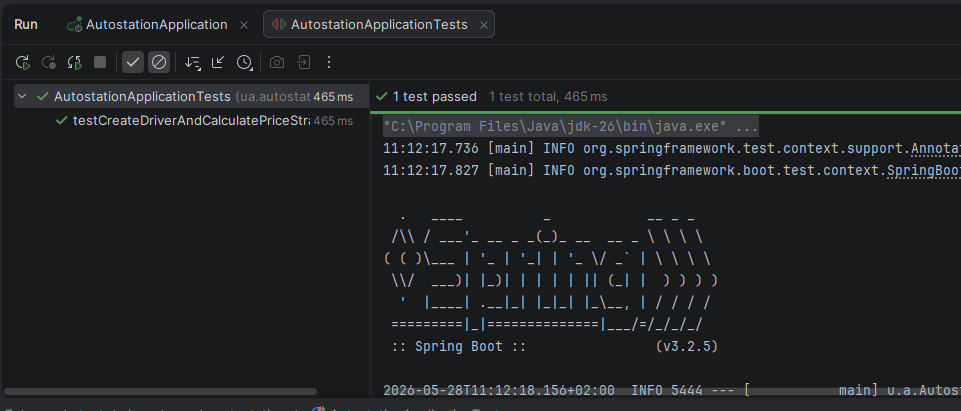 Run AutostationApplication AutostationApplicationTests
AutostationApplicationTests (ua.autostat 465 ms
testCreateDriverAndCalculatePriceStra 465 ms
1 test passed 1 test total, 465 ms
"C:\Program Files\Java\jdk-26\bin\java.exe" ...
11:12:17.736 [main] INFO org.springframework.test.context.support.Annotat
11:12:17.827 [main] INFO org.springframework.boot.test.context.SpringBoot
  .   ____          _            __ _ _
 /\\ / ___'_ __ _ _(_)_ __  __ _ \ \ \ \
( ( )\___ | '_ | '_| | '_ \/ _` | \ \ \ \
 \\/  ___)| |_)| | | | | || (_| |  ) ) ) )
  '  |____| .__|_| |_|_| |_\__, | / / / /
 =========|_|==============|___/=/_/_/_/
 :: Spring Boot ::                (v3.2.5)
2026-05-28T11:12:18.156+02:00  INFO 5444 --- [           main] u.a.Autost